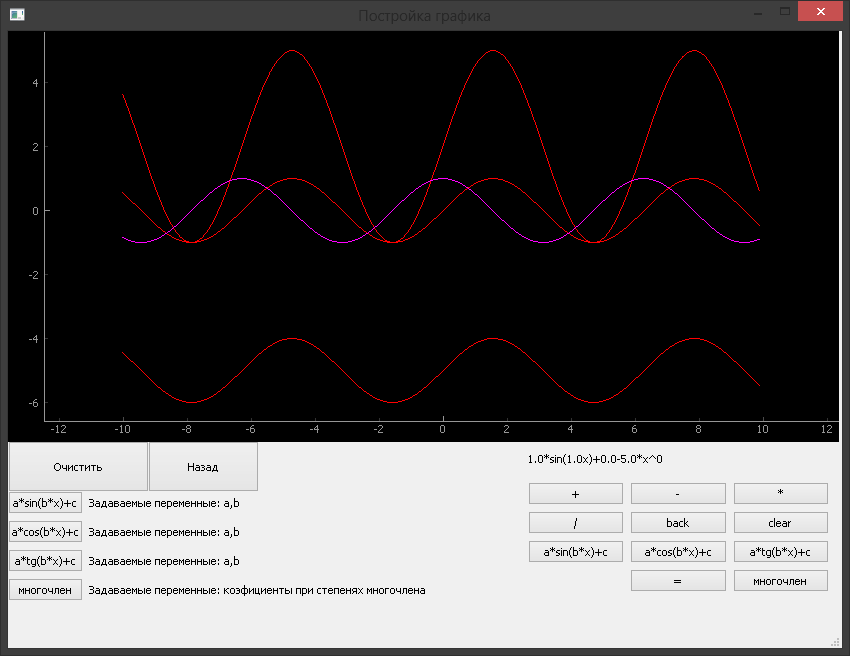 Постройка графика
4
2
0
-2
-4
-6
-12 -10 -8 -6 -4 -2 0 2 4 6 8 10 12
Очистить Назад
1.0*sin(1.0x)+0.0-5.0*x^0
+ - *
a*sin(b*x)+c Задаваемые переменные: a,b
/ back clear
a*cos(b*x)+c Задаваемые переменные: a,b
a*sin(b*x)+c a*cos(b*x)+c a*tg(b*x)+c
a*tg(b*x)+c Задаваемые переменные: a,b
= многочлен
многочлен Задаваемые переменные: коэфициенты при степенях многочлена